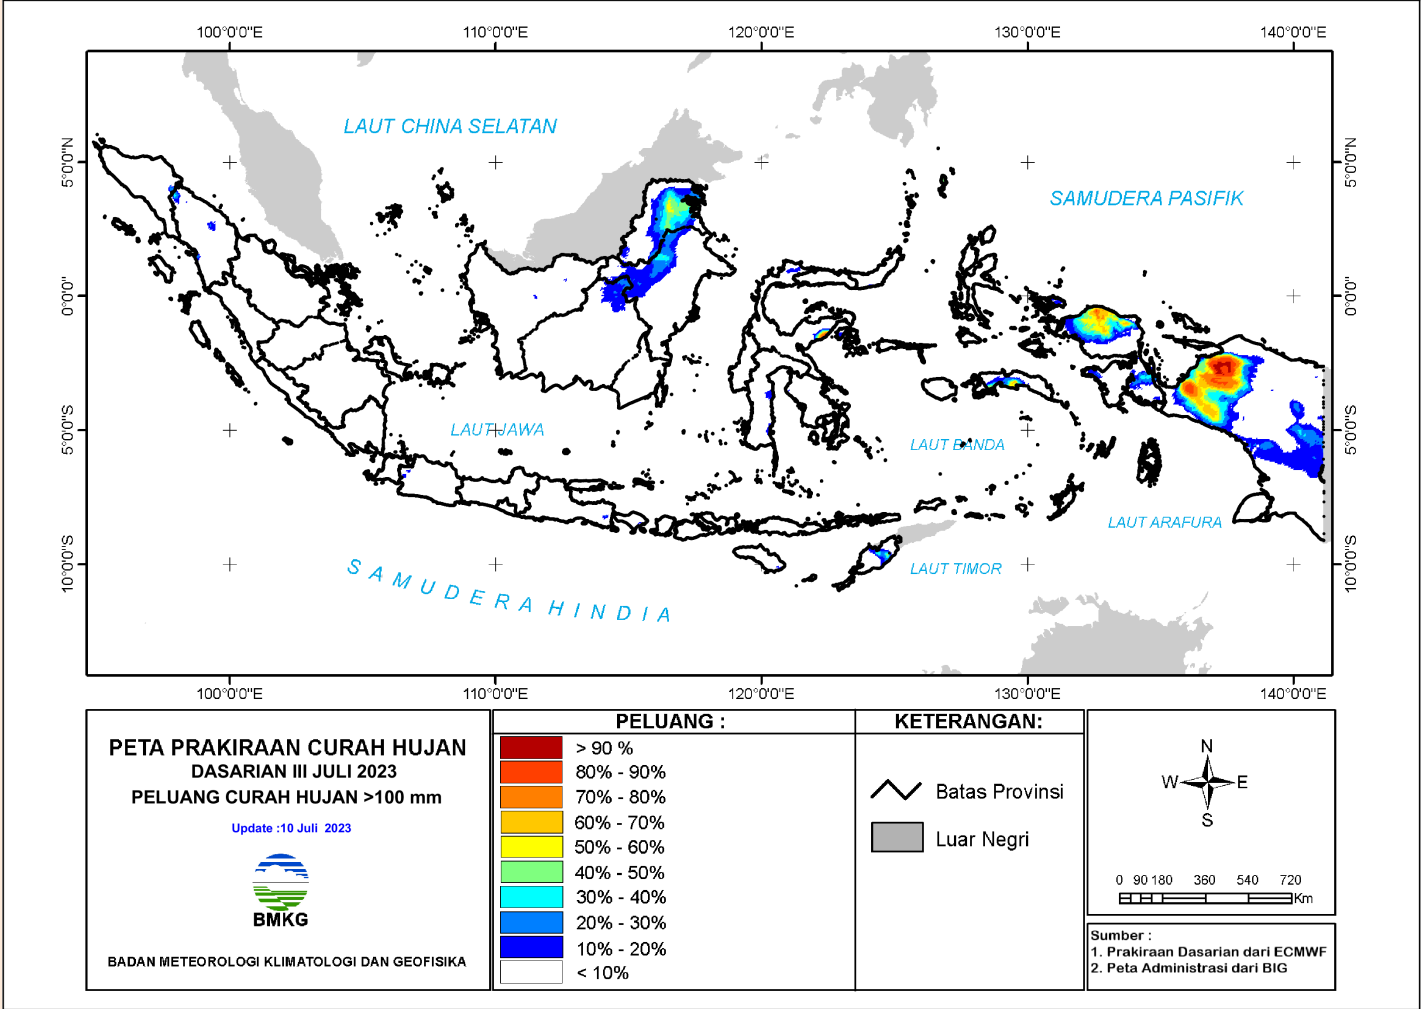 100°0'0"E 110°0'0"E 120°0'0"E 130°0'0"E 140°0'0"E
LAUT CHINA SELATAN
5°0'0"N 5°0'0"N
SAMUDERA PASIFIK
0°0'0" 0°0'0"
5°0'0"S 5°0'0"S
LAUT JAWA
LAUT BANDA
LAUT ARAFURA
10°0'0"S 10°0'0"S
LAUT TIMOR
SAMUDERA HINDIA
100°0'0"E 110°0'0"E 120°0'0"E 130°0'0"E 140°0'0"E
PETA PRAKIRAAN CURAH HUJAN
DASARIAN III JULI 2023
PELUANG CURAH HUJAN >100 mm
Update :10 Juli 2023
BMKG
BADAN METEOROLOGI KLIMATOLOGI DAN GEOFISIKA
PELUANG :
> 90 %
80% - 90%
70% - 80%
60% - 70%
50% - 60%
40% - 50%
30% - 40%
20% - 30%
10% - 20%
< 10%
KETERANGAN:
Batas Provinsi
Luar Negri
N
W E
S
0 90 180 360 540 720
Km
Sumber :
1. Prakiraan Dasarian dari ECMWF
2. Peta Administrasi dari BIG